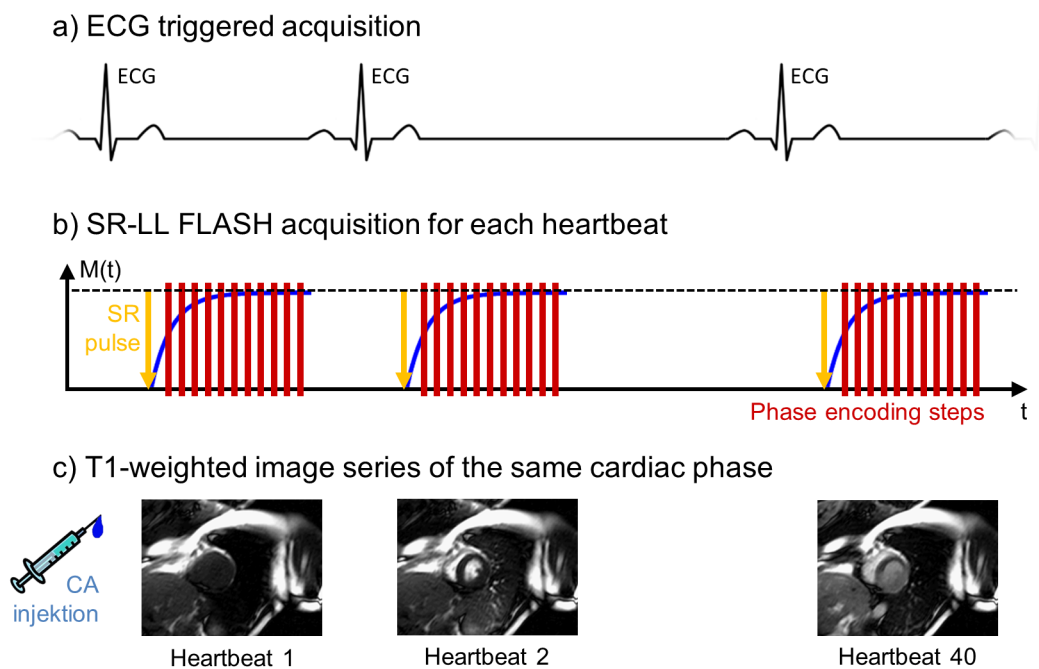 a) ECG triggered acquisition
ECG
ECG
ECG
b) SR-LL FLASH acquisition for each heartbeat
M(t)
SR
pulse
Phase encoding steps
t
c) T1-weighted image series of the same cardiac phase
CA
injektion
Heartbeat 1
Heartbeat 2
Heartbeat 40